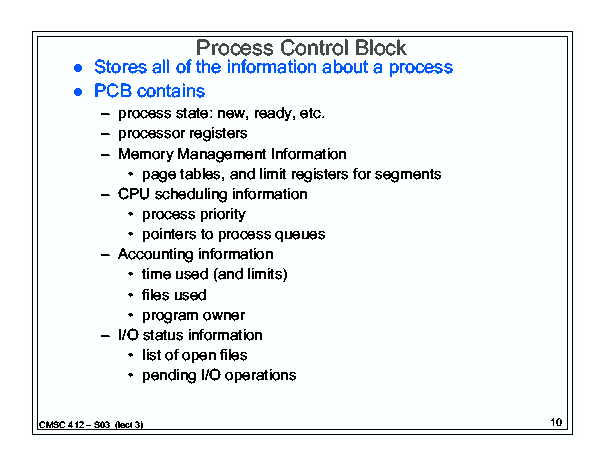 Process Control Block
● Stores all of the information about a process
● PCB contains
– process state: new, ready, etc.
– processor registers
– Memory Management Information
• page tables, and limit registers for segments
– CPU scheduling information
• process priority
• pointers to process queues
– Accounting information
• time used (and limits)
• files used
• program owner
– I/O status information
• list of open files
• pending I/O operations
CMSC 412 – S03 (lect 3)
10